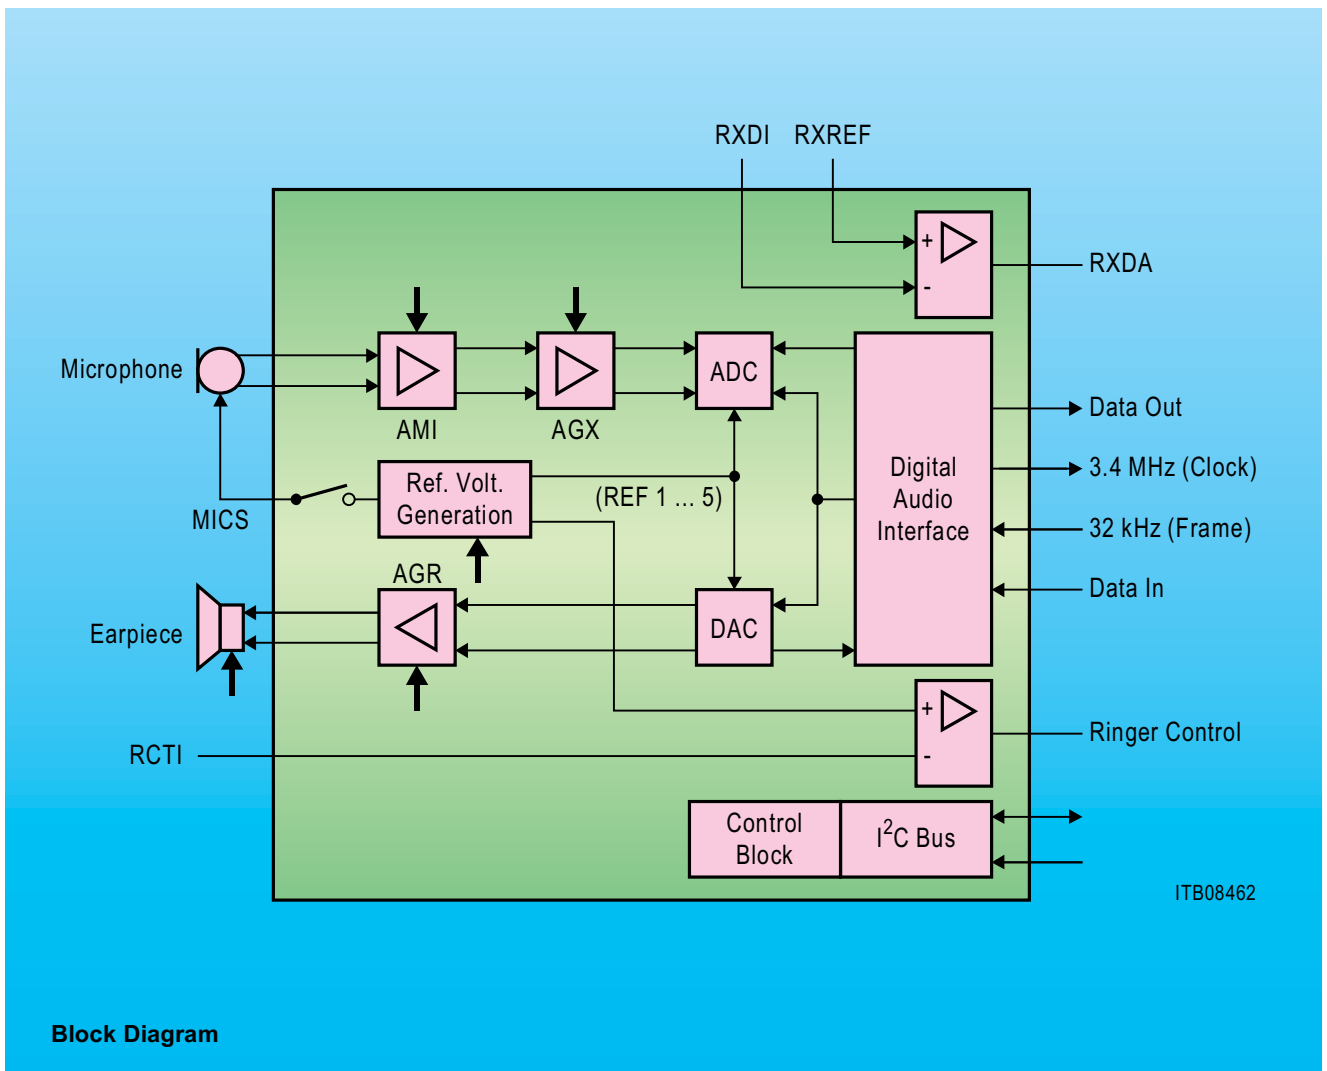 RXDI RXREF
+
-
RXDA
Microphone
ADC
AMI
AGX
Data Out
3.4 MHz (Clock)
32 kHz (Frame)
Data In
Digital
Audio
Interface
Ref. Volt.
Generation
(REF 1 ... 5)
MICS
AGR
DAC
Earpiece
+
-
Ringer Control
RCTI
Control
Block
I²C Bus
ITB08462
Block Diagram